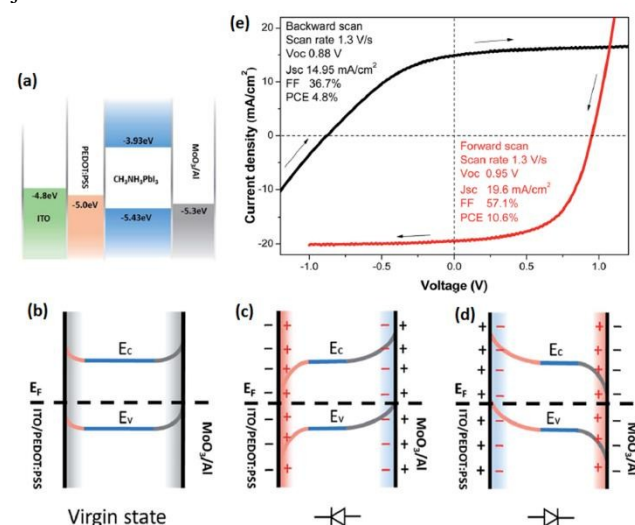 (e)
Backward scan
Scan rate 1.3 V/s
Voc 0.88 V
Jsc 14.95 mA/cm²
FF 36.7%
PCE 4.8%
Forward scan
Scan rate 1.3 V/s
Voc 0.95 V
Jsc 19.6 mA/cm²
FF 57.1%
PCE 10.6%
Current density (mA/cm²)
20
10
0
-10
-20
-1.0
-0.5
0.0
0.5
1.0
Voltage (V)
(a)
-4.8eV
ITO
PEDOT:PSS
-5.0eV
-3.93eV
CH₃NH₃PbI₃
-5.43eV
MoO₃/Al
-5.3eV
(b)
Ec
EF
Ev
ITO/PEDOT:PSS
MoO₃/Al
Virgin state
(c)
Ec
EF
Ev
ITO/PEDOT:PSS
MoO₃/Al
(d)
Ec
EF
Ev
ITO/PEDOT:PSS
MoO₃/Al